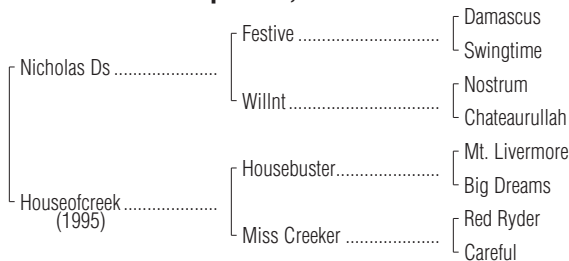 Damascus
Festive
Swingtime
Nicholas Ds
Nostrum
Willnt
Chateaurullah
Mt. Livermore
Housebuster
Big Dreams
Houseofcreek
(1995)
Red Ryder
Miss Creeker
Careful